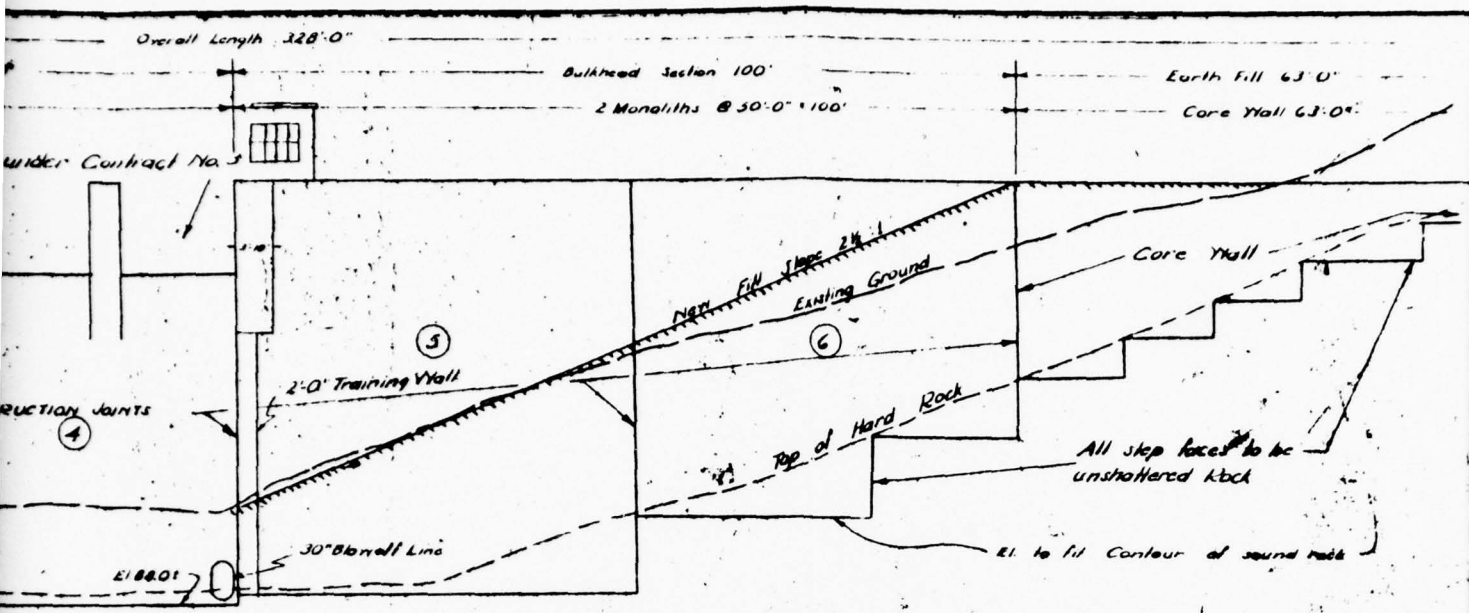 Overall Length 328'-0"
Bulkhead Section 100'
Earth Fill 63'-0"
2 Monoliths @ 50'-0" = 100'
Core Wall 63'-0"±
under Contract No.
New Fill Slope 2½ 1
Existing Ground
Core Wall
5
6
2'-0" Training Wall
RUCTION JOINTS
4
Top of Hard Rock
All step faces to be
unshattered Rock
30" Blowoff Line
El. to fit Contour of sound rock
El 88.0±